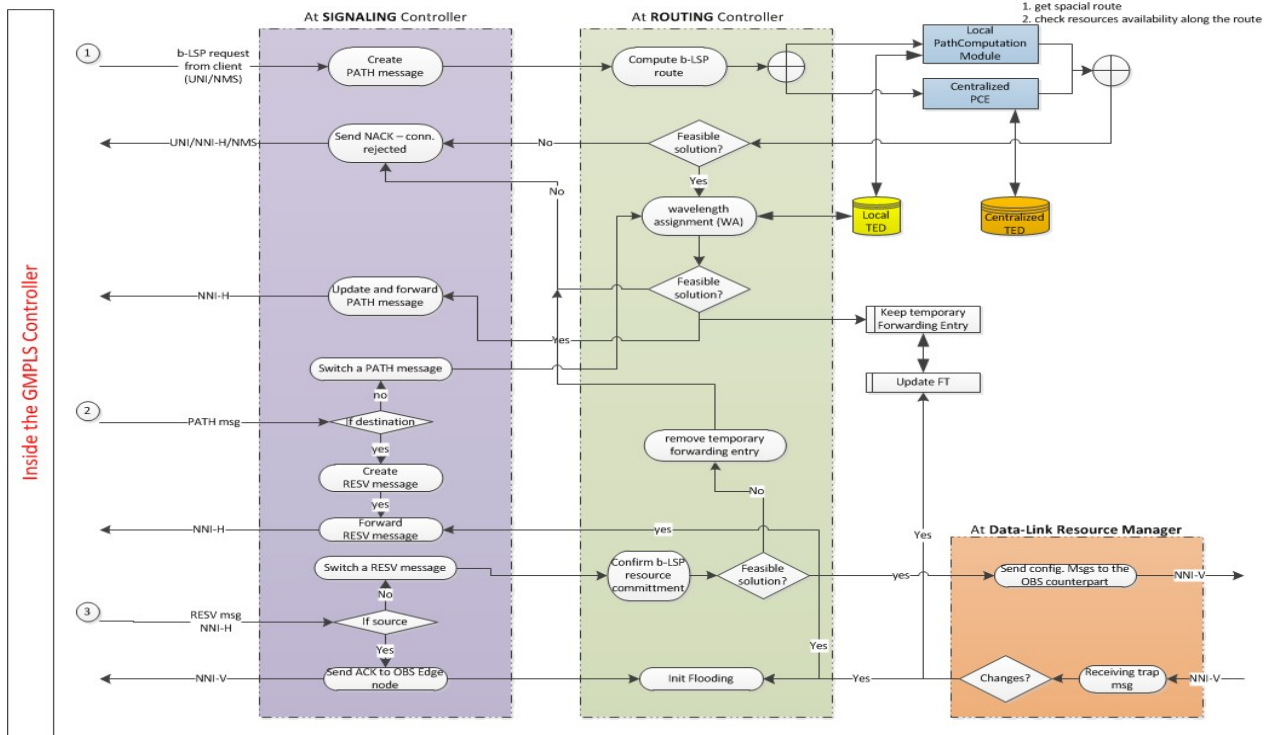 1. get spacial route
2. check resources availability along the route
At SIGNALING Controller
At ROUTING Controller
Inside the GMPLS Controller
1
b-LSP request
from client
(UNI/NMS)
Create
PATH message
Compute b-LSP
route
Local
PathComputation
Module
Centralized
PCE
UNI/NNI-H/NMS
Send NACK – conn.
rejected
No
Feasible
solution?
Yes
No
wavelength
assignment (WA)
Local
TED
Centralized
TED
NNI-H
Update and forward
PATH message
Feasible
solution?
Yes
Keep temporary
Forwarding Entry
Switch a PATH message
Update FT
no
2
PATH msg
If destination
yes
remove temporary
forwarding entry
Create
RESV message
yes
No
NNI-H
Forward
RESV message
yes
Yes
At Data-Link Resource Manager
Switch a RESV message
Confirm b-LSP
resource
committment
Feasible
solution?
yes
Send config. Msgs to the
OBS counterpart
NNI-V
No
3
RESV msg
NNI-H
If source
Yes
Yes
NNI-V
Send ACK to OBS Edge
node
Init Flooding
Yes
Changes?
Receiving trap
msg
NNI-V